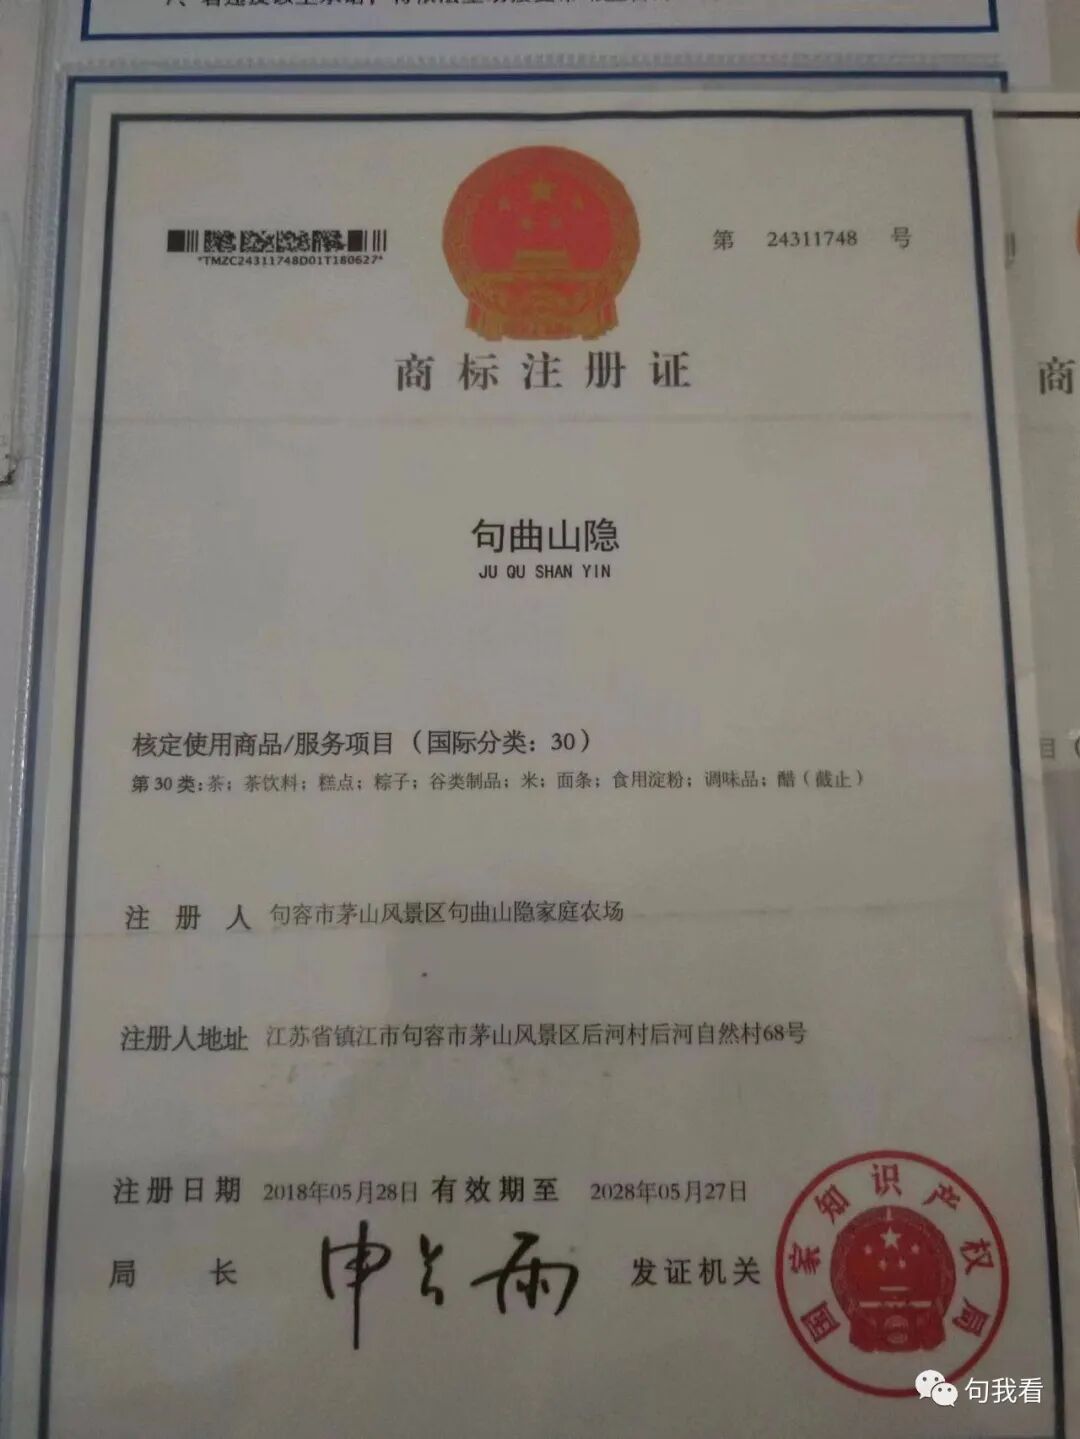 *TMZC24311748D01T180627*
第 24311748 号
商标注册证
商
句曲山隐
JU QU SHAN YIN
核定使用商品/服务项目（国际分类：30）
第30类：茶；茶饮料；糕点；粽子；谷类制品；米；面条；食用淀粉；调味品；醋（截止）
注册人 句容市茅山风景区句曲山隐家庭农场
注册人地址 江苏省镇江市句容市茅山风景区后河村后河自然村68号
注册日期 2018年05月28日 有效期至 2028年05月27日
局长 申长雨 发证机关
国家知识产权局
句我看